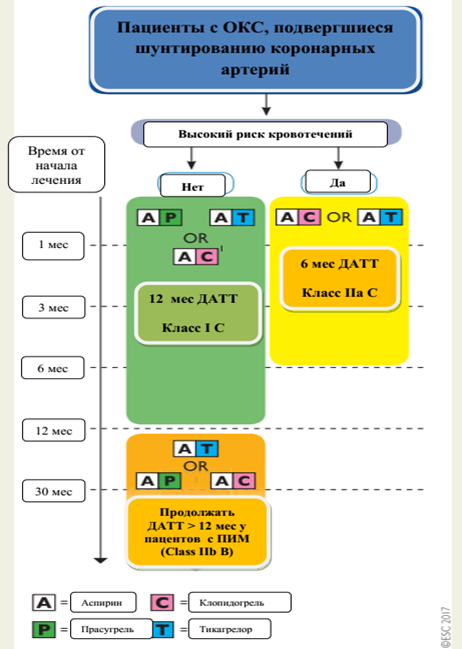 Пациенты с ОКС, подвергшиеся
шунтированию коронарных
артерий
Высокий риск кровотечений
Время от
начала
лечения
Нет
Да
A P A T
OR
A C 1
A C OR A T
1 мес
6 мес ДАТТ
Класс IIa C
12 мес ДАТТ
Класс I C
3 мес
6 мес
12 мес
A T
OR
A P A C
30 мес
Продолжать
ДАТТ > 12 мес у
пацентов с ПИМ
(Class IIb B)
A = Аспирин C = Клопидогрель
P = Прасугрель T = Тикагрелор
©ESC 2017